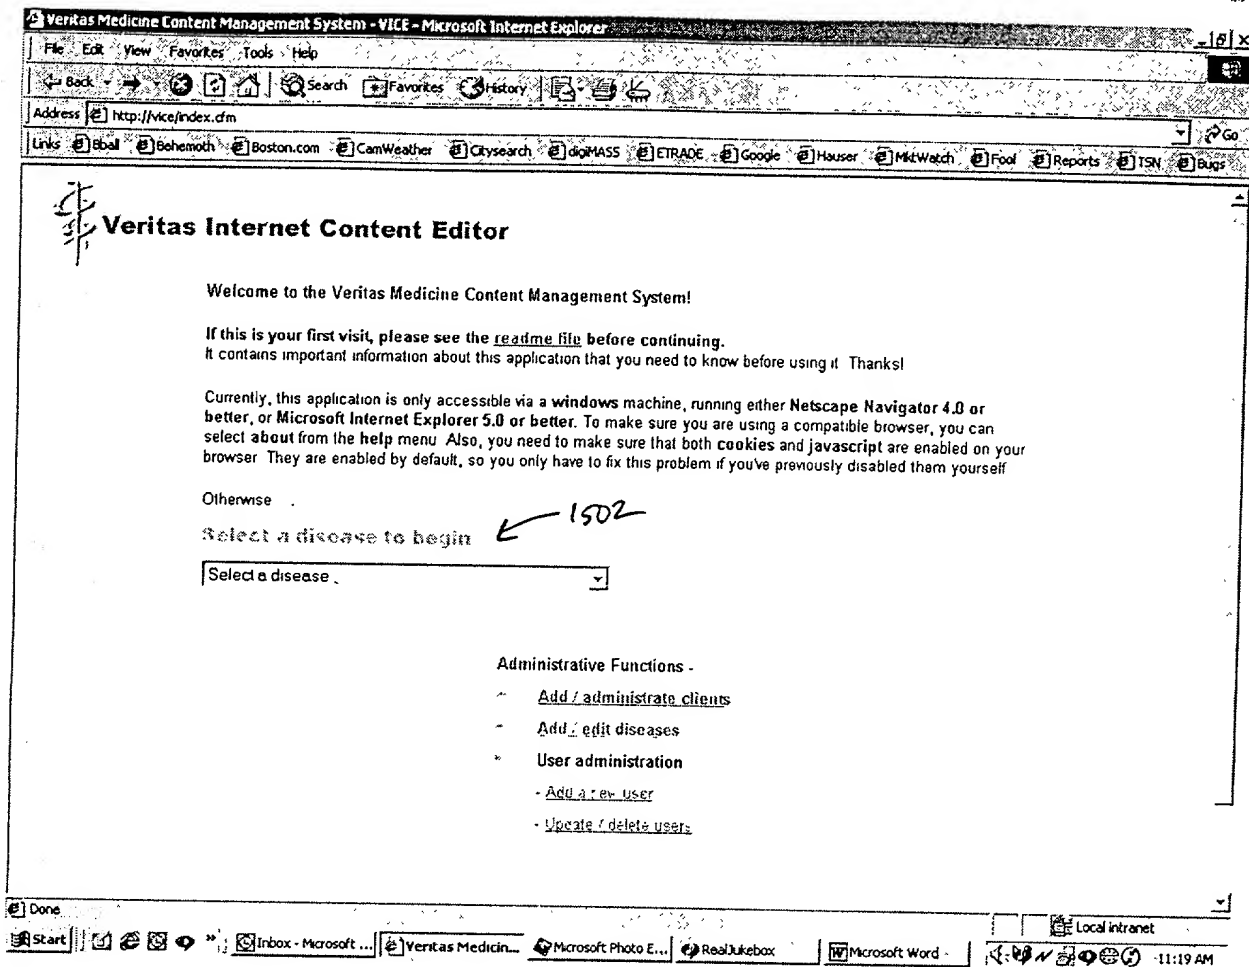 Veritas Medicine Content Management System - VICE - Microsoft Internet Explorer
File Edit View Favorites Tools Help
Back Search Favorites History
Address http://vice/index.cfm Go
Links Bball Behemoth Boston.com CamWeather Citysearch digiMASS ETRADE Google Hauser MktWatch Fool Reports TSN Bugs
Veritas Internet Content Editor
Welcome to the Veritas Medicine Content Management System!
If this is your first visit, please see the readme file before continuing.
It contains important information about this application that you need to know before using it Thanks!
Currently, this application is only accessible via a windows machine, running either Netscape Navigator 4.0 or
better, or Microsoft Internet Explorer 5.0 or better. To make sure you are using a compatible browser, you can
select about from the help menu Also, you need to make sure that both cookies and javascript are enabled on your
browser They are enabled by default, so you only have to fix this problem if you've previously disabled them yourself
Otherwise .
1502
Select a disease to begin
Select a disease .
Administrative Functions -
Add / administrate clients
Add / edit diseases
User administration
- Add a new user
- Update / delete users
Done
Local intranet
Start Inbox - Microsoft ... Veritas Medicin... Microsoft Photo E... RealJukebox Microsoft Word - 11:19 AM